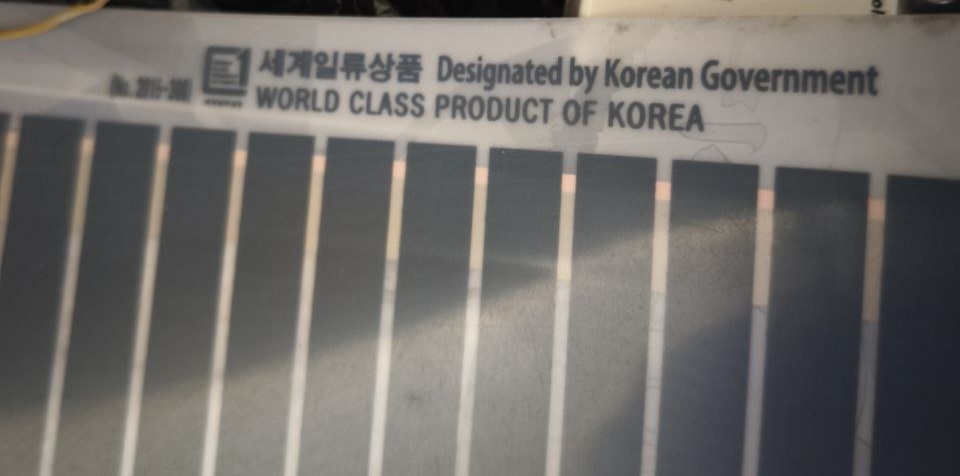 세계일류상품 Designated by Korean Government
WORLD CLASS PRODUCT OF KOREA